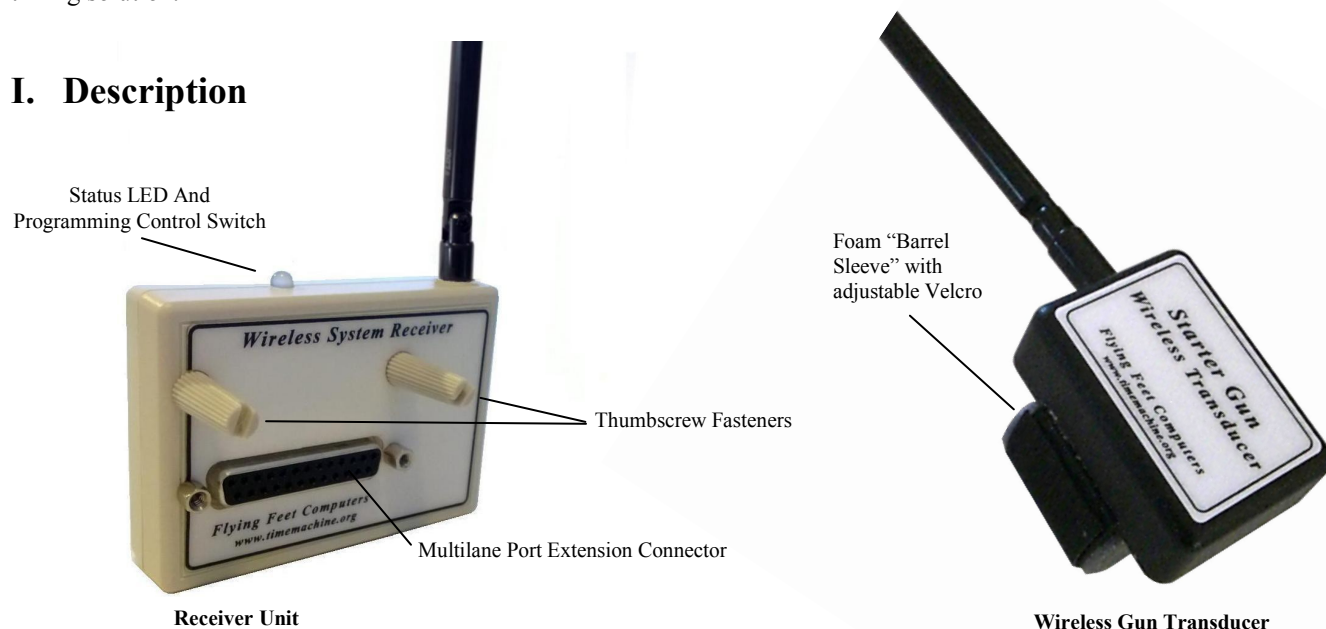 I. Description
Status LED And
Programming Control Switch
Wireless System Receiver
Thumbscrew Fasteners
Flying Feet Computers
www.timemachine.org
Multilane Port Extension Connector
Receiver Unit
Foam “Barrel
Sleeve” with
adjustable Velcro
Starter Gun
Wireless Transducer
Flying Feet Computers
www.timemachine.org
Wireless Gun Transducer